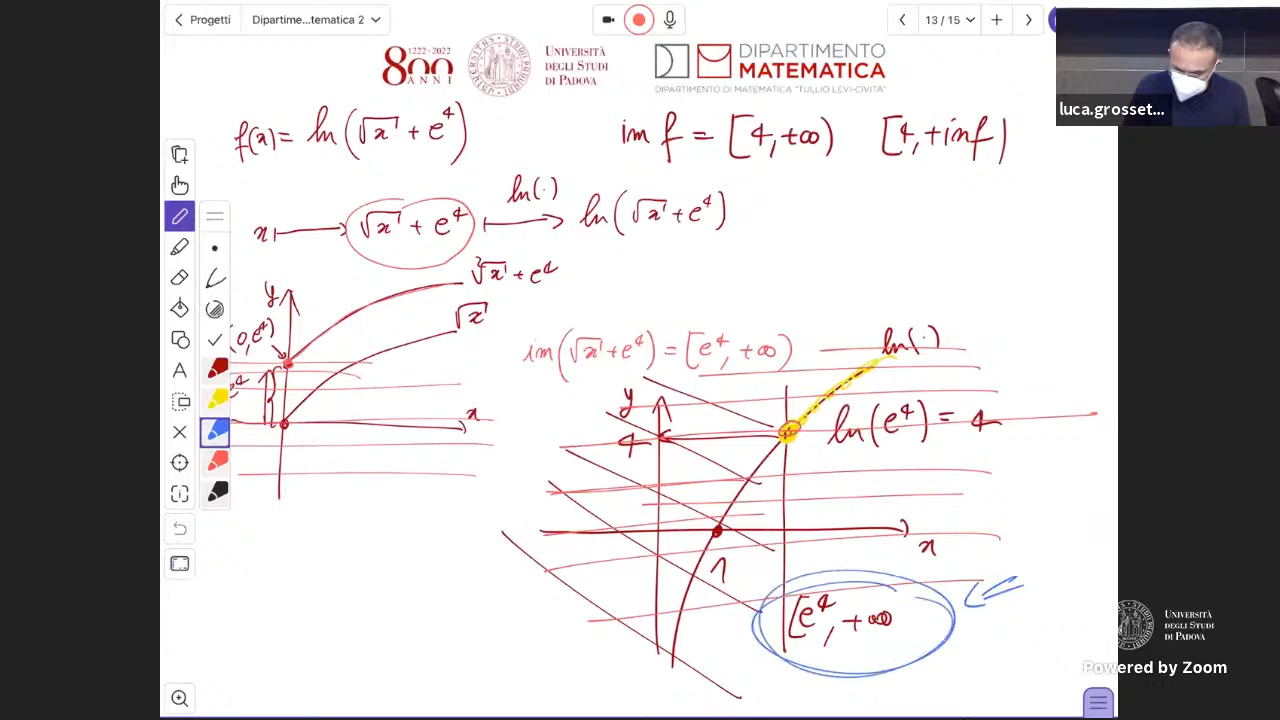 Progetti
Dipartime...tematica 2
13 / 15
1222-2022
800
ANNI
UNIVERSITÀ
DEGLI STUDI
DI PADOVA
DIPARTIMENTO
MATEMATICA
DIPARTIMENTO DI MATEMATICA "TULLIO LEVI-CIVITA"
luca.grosset...
f(x) = ln(√x + e⁴)
im f = [4, +∞) [4, +inf)
x ⟼ √x + e⁴ ⟼ ln(·) ln(√x + e⁴)
y
²√x + e⁴
√x
(0, e⁴)
e⁴
x
im(√x + e⁴) = [e⁴, +∞)
ln(·)
y
4
ln(e⁴) = 4
x
1
[e⁴, +∞
A
UNIVERSITÀ
DEGLI STUDI
DI PADOVA
Powered by Zoom